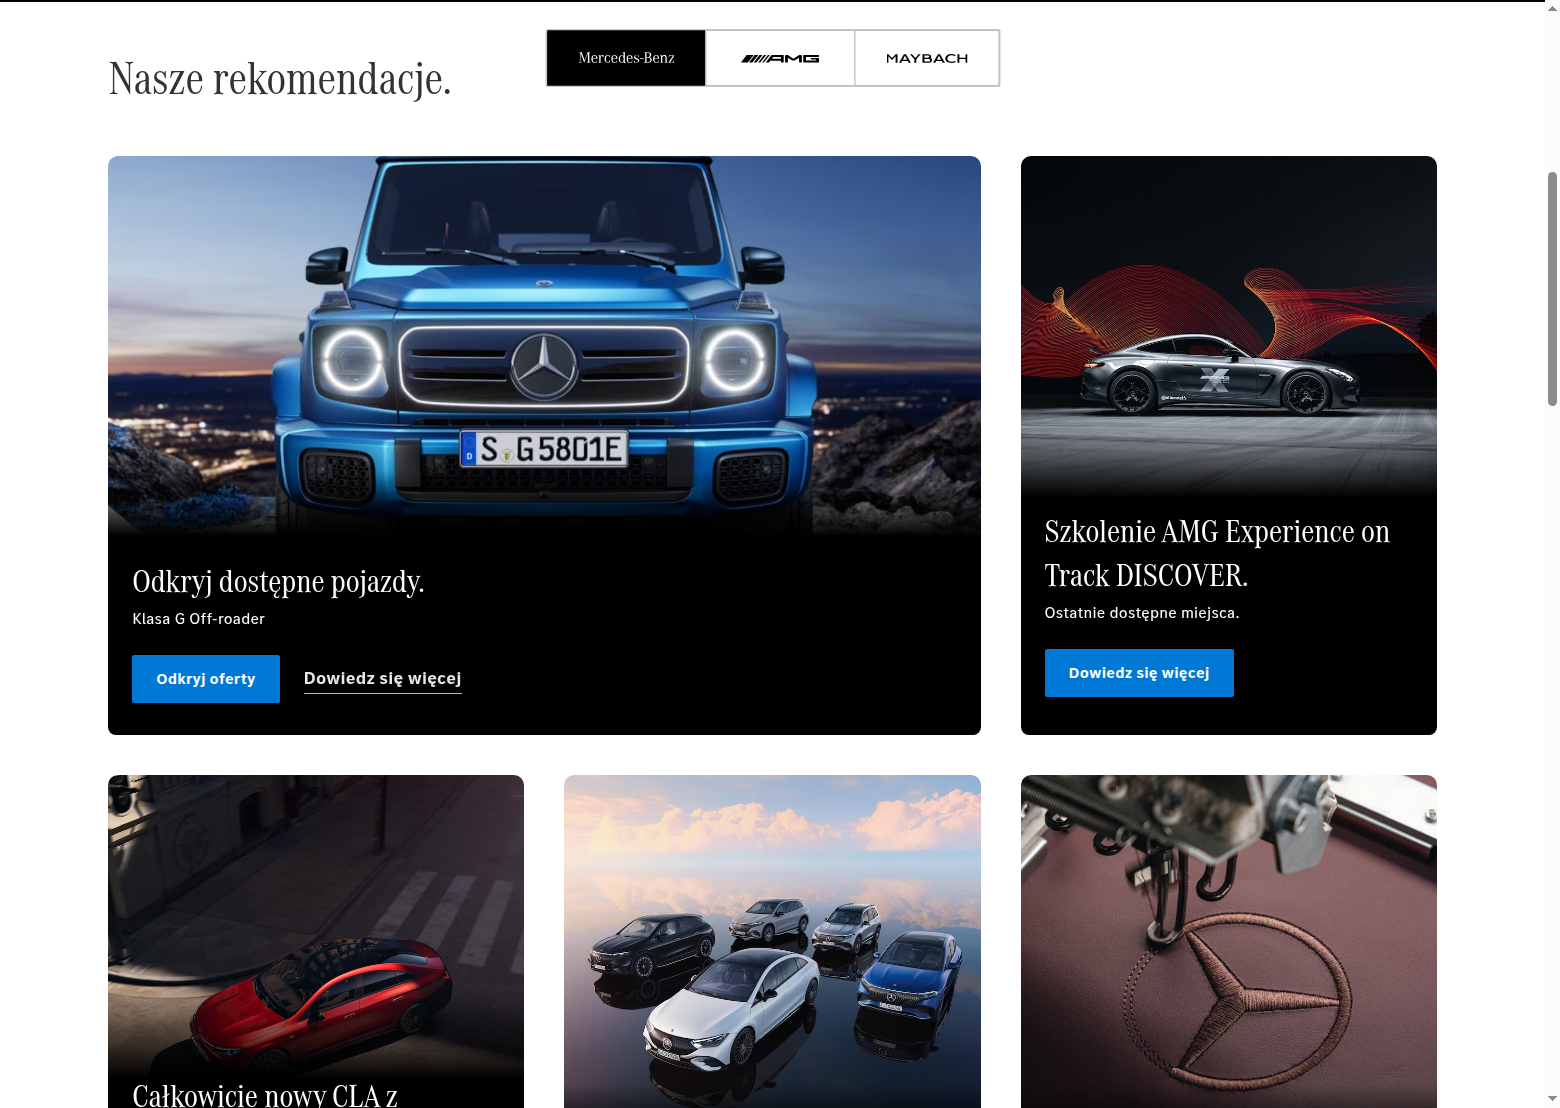 Nasze rekomendacje.
Mercedes-Benz
AMG
MAYBACH
S G 5801E
D
Odkryj dostępne pojazdy.
Klasa G Off-roader
Odkryj oferty
Dowiedz się więcej
AMG
X
Szkolenie AMG Experience on
Track DISCOVER.
Ostatnie dostępne miejsca.
Dowiedz się więcej
Całkowicie nowy CLA z